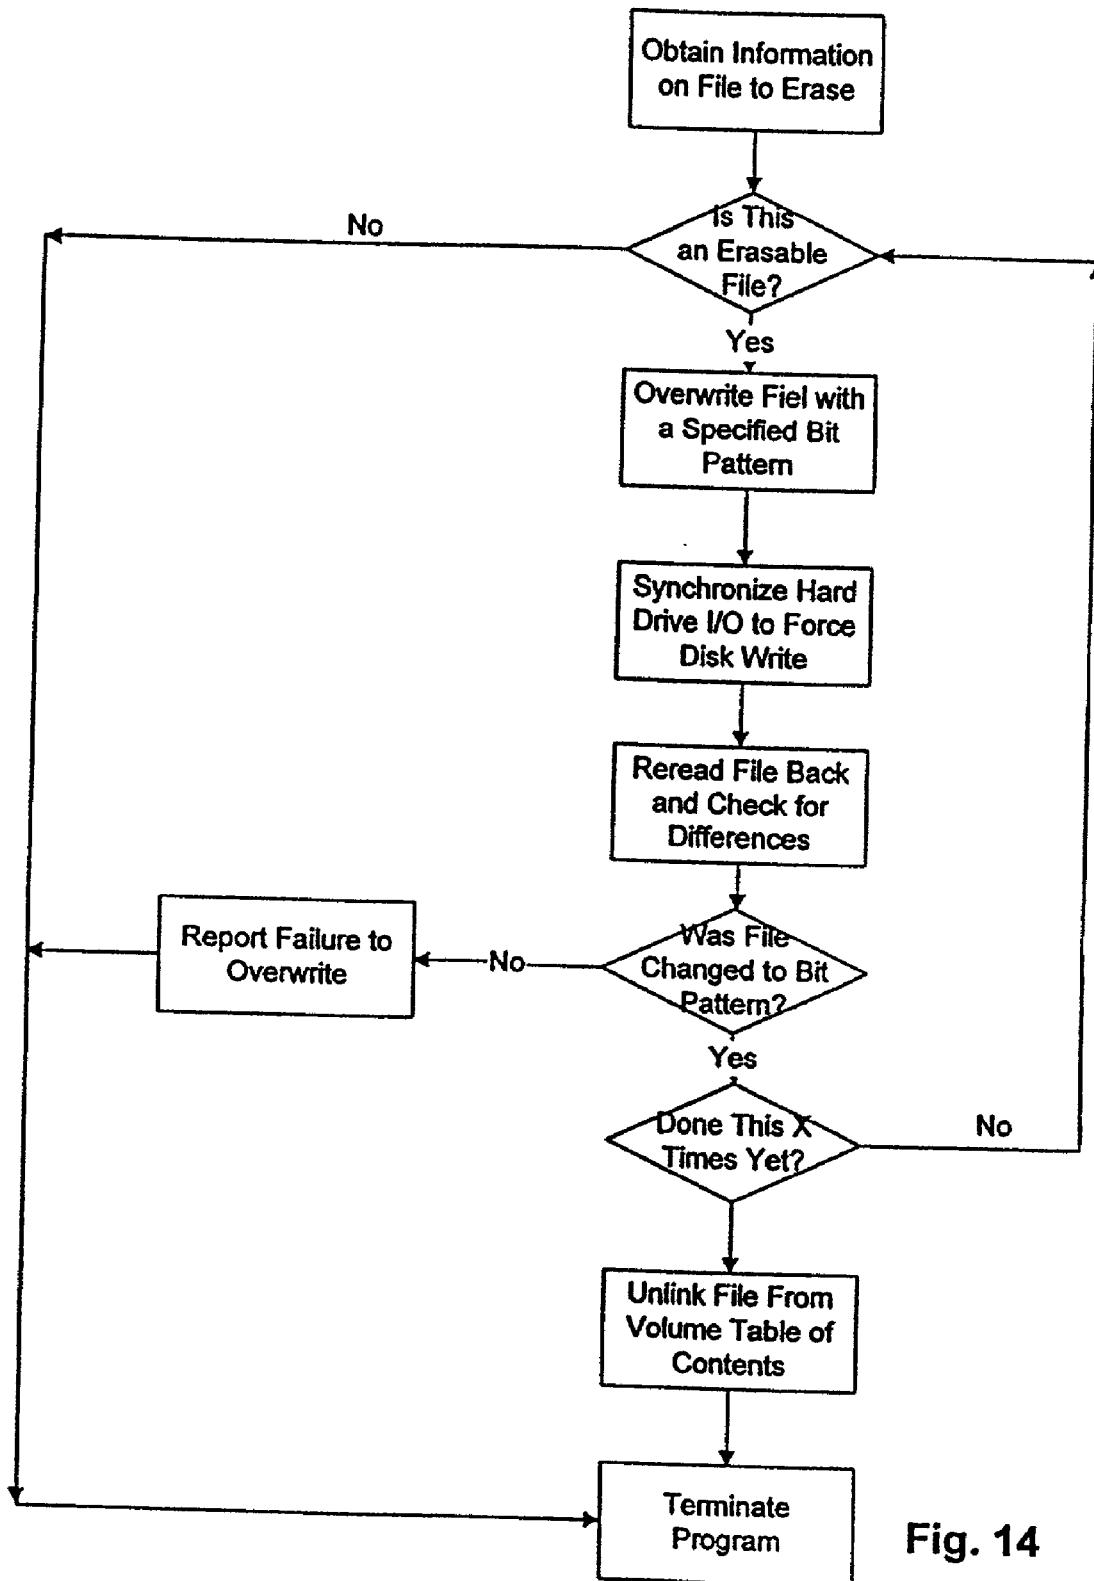 Obtain Information
on File to Erase
No
Is This
an Erasable
File?
Yes
Overwrite Fiel with
a Specified Bit
Pattern
Synchronize Hard
Drive I/O to Force
Disk Write
Reread File Back
and Check for
Differences
Report Failure to
Overwrite
No
Was File
Changed to Bit
Pattern?
Yes
Done This X
Times Yet?
No
Unlink File From
Volume Table of
Contents
Terminate
Program
Fig. 14